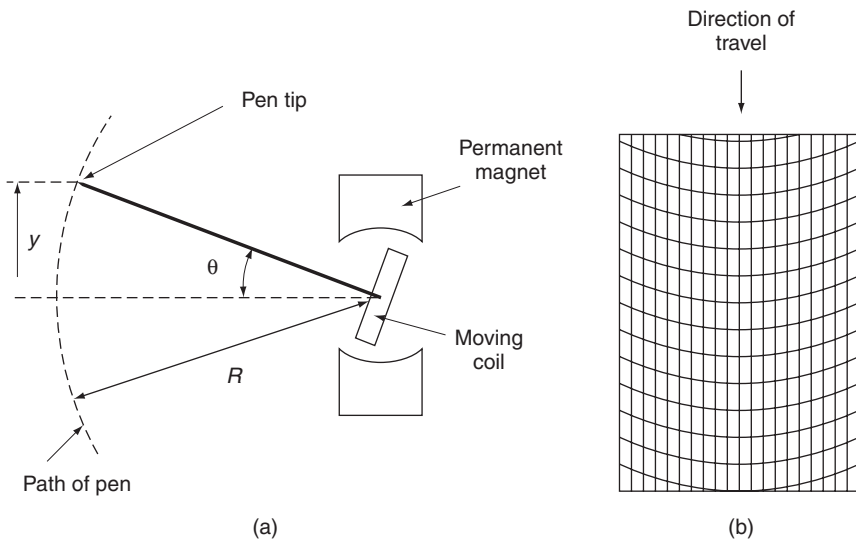 Direction of
travel
Pen tip
Permanent
magnet
y
θ
Moving
coil
R
Path of pen
(a)
(b)